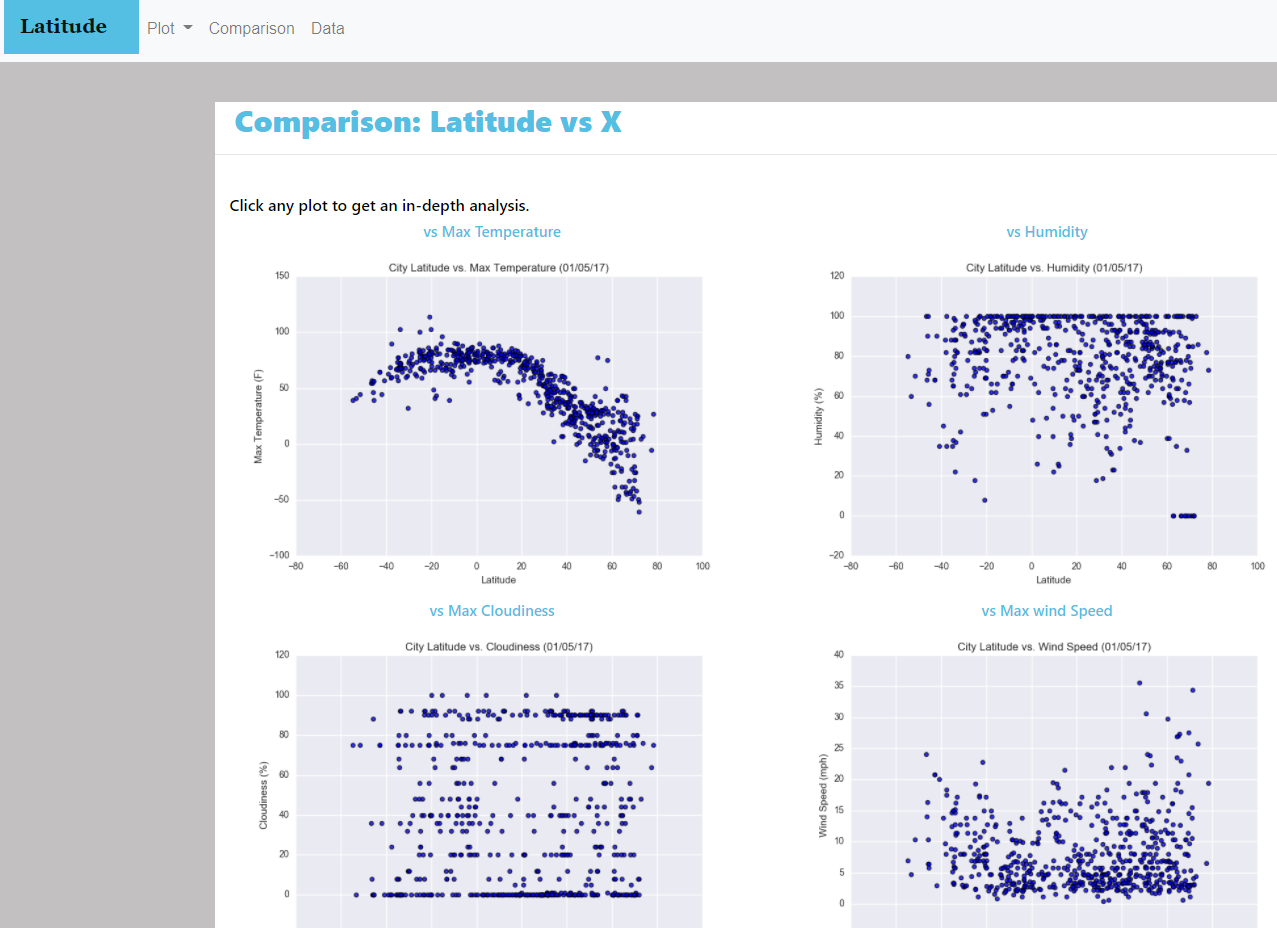 Latitude Plot Comparison Data
Comparison: Latitude vs X
Click any plot to get an in-depth analysis.
vs Max Temperature
City Latitude vs. Max Temperature (01/05/17)
150
100
50
0
−50
−100
Max Temperature (F)
−80 −60 −40 −20 0 20 40 60 80 100
Latitude
vs Humidity
City Latitude vs. Humidity (01/05/17)
120
100
80
60
40
20
0
−20
Humidity (%)
−80 −60 −40 −20 0 20 40 60 80 100
Latitude
vs Max Cloudiness
City Latitude vs. Cloudiness (01/05/17)
120
100
80
60
40
20
0
Cloudiness (%)
vs Max wind Speed
City Latitude vs. Wind Speed (01/05/17)
40
35
30
25
20
15
10
5
0
Wind Speed (mph)